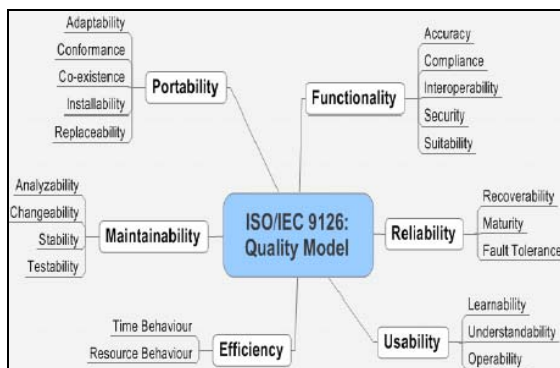 Adaptability
Conformance
Co-existence
Installability
Replaceability
Portability
Functionality
Accuracy
Compliance
Interoperability
Security
Suitability
Analyzability
Changeability
Stability
Testability
Maintainability
ISO/IEC 9126:
Quality Model
Reliability
Recoverability
Maturity
Fault Tolerance
Time Behaviour
Resource Behaviour
Efficiency
Usability
Learnability
Understandability
Operability